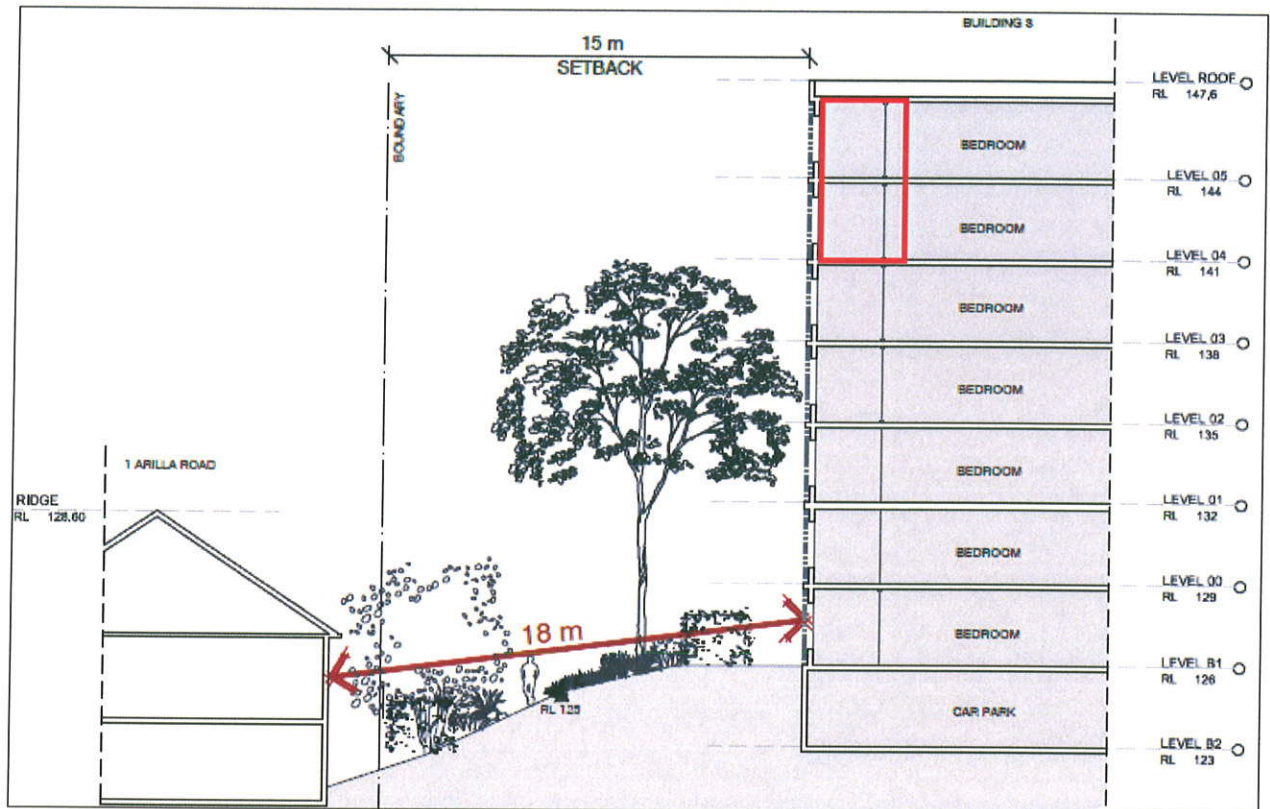 BUILDING 3
15 m
SETBACK
BOUNDARY
LEVEL ROOF
RL 147,6
BEDROOM
LEVEL 05
RL 144
BEDROOM
LEVEL 04
RL 141
BEDROOM
LEVEL 03
RL 138
BEDROOM
LEVEL 02
RL 135
1 ARILLA ROAD
BEDROOM
RIDGE
RL 128,60
LEVEL 01
RL 132
BEDROOM
LEVEL 00
RL 129
18 m
BEDROOM
LEVEL B1
RL 126
RL 125
CAR PARK
LEVEL B2
RL 123